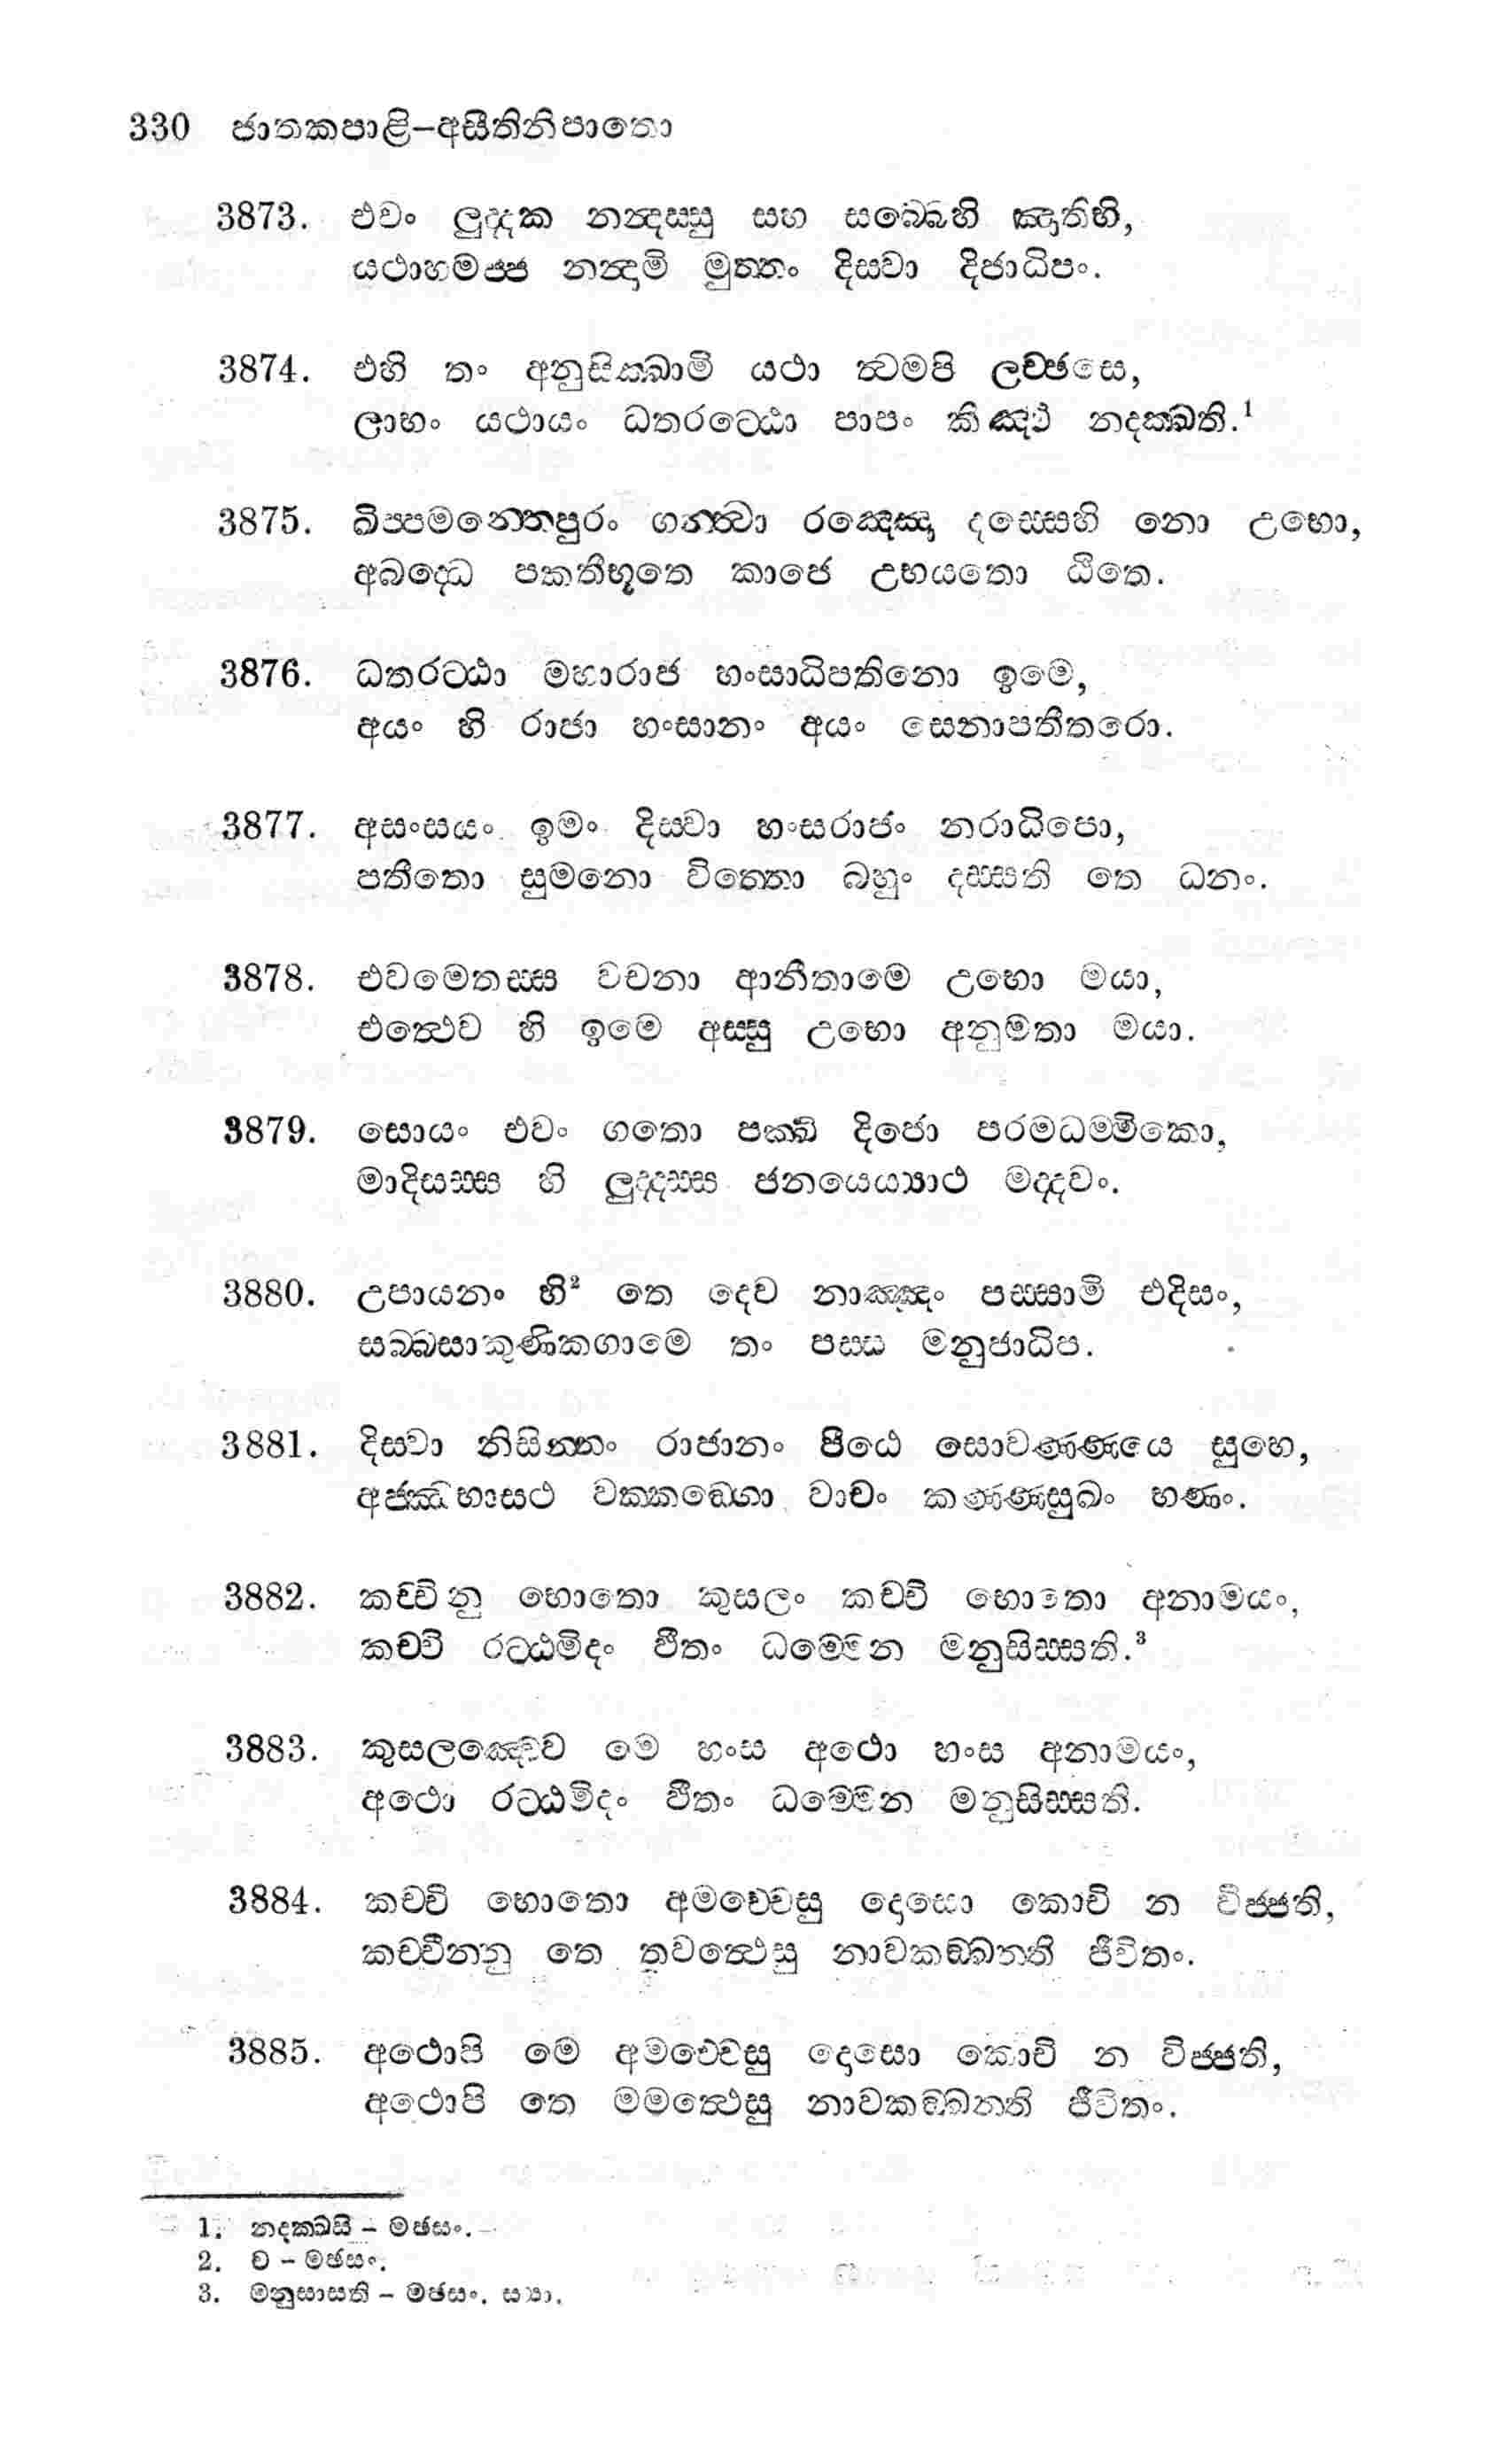 330 ජාතකපාළි–අසීතිනිපාතො
3873. එවං ලුද්දක නන්දස්සු සහ සබ්බෙහි ඤාතිභි,
යථාහමජ්ජ නන්දාමි මුත්තං දිස්වා දිජාධිපං.
3874. එහි තං අනුසික්ඛාමි යථා ත්වමපි ලච්ඡසෙ,
ලාභං යථායං ධතරට්ඨො පාපං කිඤ්චි නදක්ඛති.¹
3875. ඛිප්පමන්තෙපුරං ගන්ත්වා රඤ්ඤො දස්සෙහි නො උභො,
අබද්ධෙ පකතීභූතෙ කාජෙ උභයතො ඨිතෙ.
3876. ධතරට්ඨා මහාරාජ හංසාධිපතිනො ඉමෙ,
අයං හි රාජා හංසානං අයං සෙනාපතීතරො.
3877. අසංසයං ඉමං දිස්වා හංසරාජං නරාධිපො,
පතීතො සුමනො විත්තො බහුං දස්සති තෙ ධනං.
3878. එවමෙතස්ස වචනා ආනීතාමෙ උභො මයා,
එත්ථෙව හි ඉමෙ අස්සු උභො අනුමතා මයා.
3879. සොයං එවං ගතො පක්ඛී දිජො පරමධම්මිකො,
මාදිසස්ස හි ලුද්දස්ස ජනයෙය්‍යාථ මද්දවං.
3880. උපායනං හි² තෙ දෙව නාඤ්ඤං පස්සාමි එදිසං,
සබ්බසාකුණිකගාමෙ තං පස්ස මනුජාධිප.
3881. දිස්වා නිසින්නං රාජානං පීඨෙ සොවණ්ණයෙ සුභෙ,
අජ්ඣභාසථ වක්කඞ්ගො වාචං කණ්ණසුඛං භණං.
3882. කච්චිනු භොතො කුසලං කච්චි භොතො අනාමයං,
කච්චි රට්ඨමිදං ඵීතං ධම්මෙන මනුසිස්සති.³
3883. කුසලඤ්චෙව මෙ හංස අථො හංස අනාමයං,
අථො රට්ඨමිදං ඵීතං ධම්මෙන මනුසිස්සති.
3884. කච්චි භොතො අමච්චෙසු දොසො කොචි න විජ්ජති,
කච්චීනනු තෙ තවත්ථෙසු නාවකඞ්ඛන්ති ජීවිතං.
3885. අථොපි මෙ අමච්චෙසු දොසො කොචි න විජ්ජති,
අථොපි තෙ මමත්ථෙසු නාවකඞ්ඛන්ති ජීවිතං.
1. නදක්ඛසි – මඡසං.
2. ච – මඡසං.
3. මනුසාසති – මඡසං. ස්‍යා.